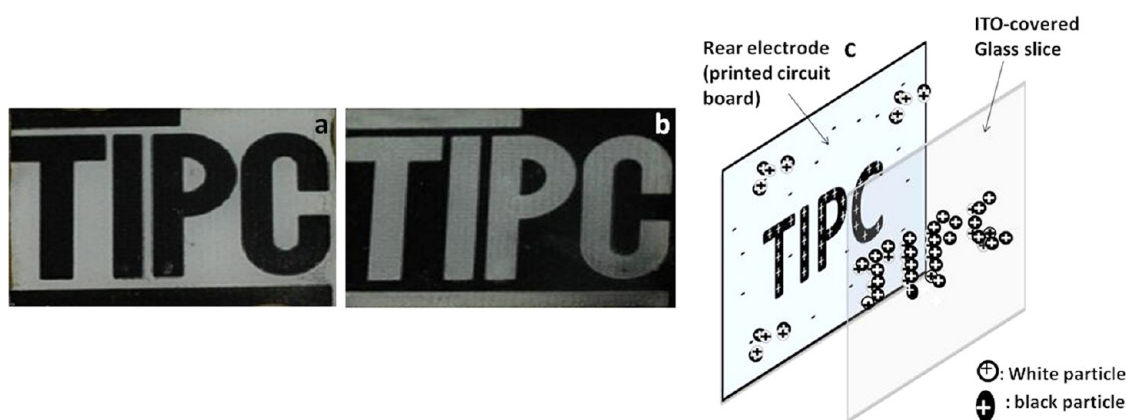 a
TIPC
b
TIPC
c
Rear electrode
(printed circuit
board)
ITO-covered
Glass slice
TIPC
: White particle
: black particle